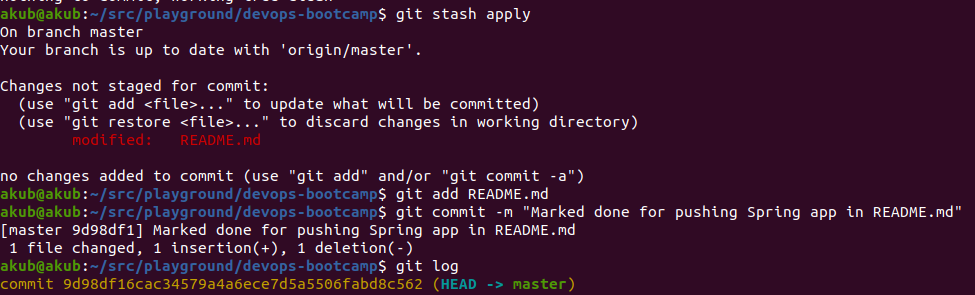 akub@akub:~/src/playground/devops-bootcamp$ git stash apply
On branch master
Your branch is up to date with 'origin/master'.
Changes not staged for commit:
  (use "git add <file>..." to update what will be committed)
  (use "git restore <file>..." to discard changes in working directory)
        modified:   README.md
no changes added to commit (use "git add" and/or "git commit -a")
akub@akub:~/src/playground/devops-bootcamp$ git add README.md
akub@akub:~/src/playground/devops-bootcamp$ git commit -m "Marked done for pushing Spring app in README.md"
[master 9d98df1] Marked done for pushing Spring app in README.md
 1 file changed, 1 insertion(+), 1 deletion(-)
akub@akub:~/src/playground/devops-bootcamp$ git log
commit 9d98df16cac34579a4a6ece7d5a5506fabd8c562 (HEAD -> master)